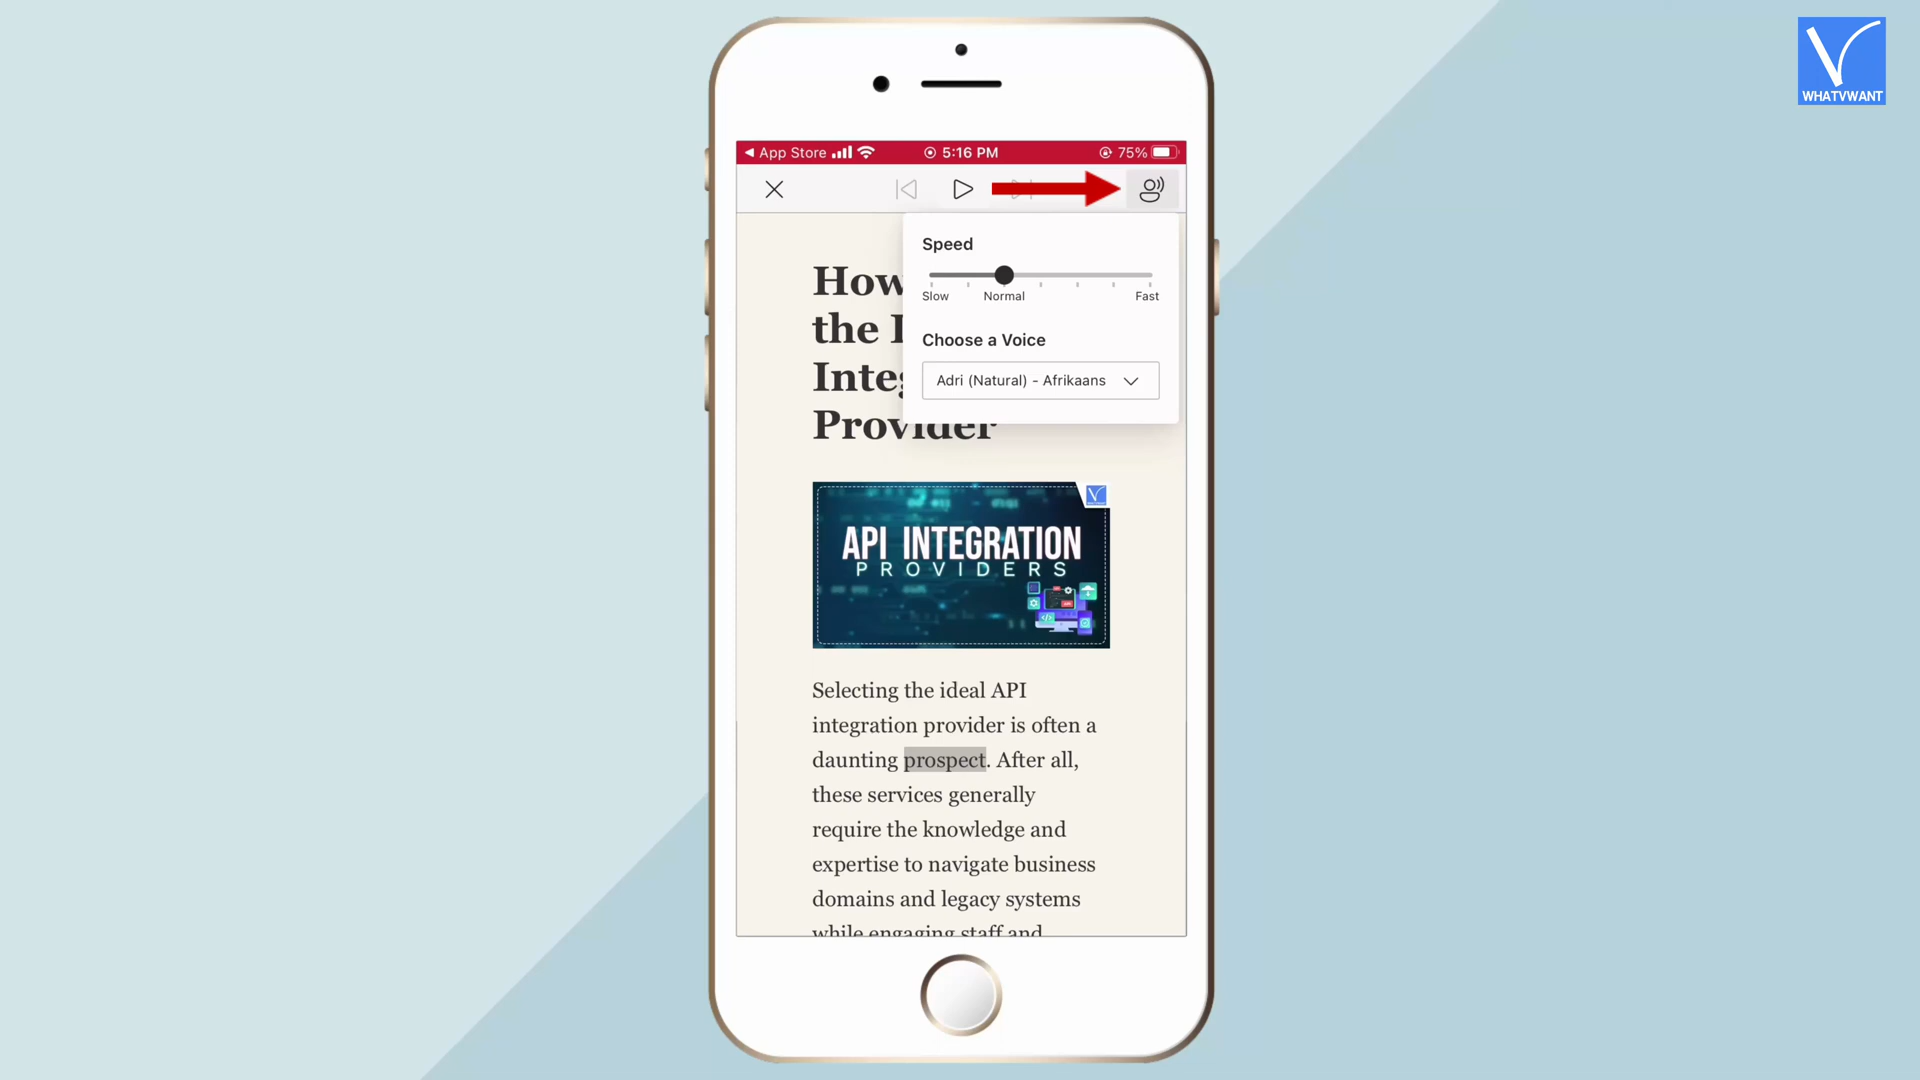 WHATVWANT
App Store
5:16 PM
75%
Speed
Slow Normal Fast
Choose a Voice
Adri (Natural) - Afrikaans
How
the
Provider
API INTEGRATION
PROVIDERS
Selecting the ideal API
integration provider is often a
daunting prospect. After all,
these services generally
require the knowledge and
expertise to navigate business
domains and legacy systems
while engaging staff and